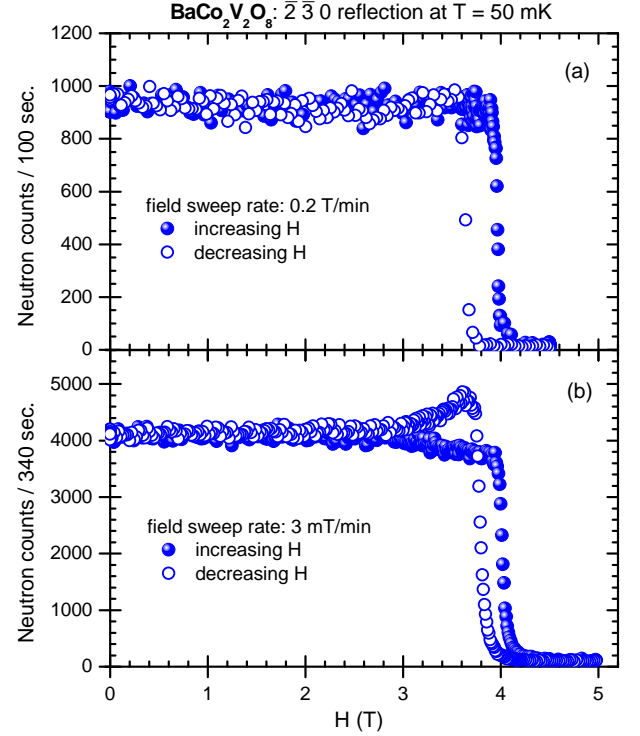 BaCo₂V₂O₈: 2̅ 3̅ 0 reflection at T = 50 mK
1200
1000
800
600
400
200
0
Neutron counts / 100 sec.
(a)
field sweep rate: 0.2 T/min
increasing H
decreasing H
5000
4000
3000
2000
1000
0
Neutron counts / 340 sec.
(b)
field sweep rate: 3 mT/min
increasing H
decreasing H
0 1 2 3 4 5
H (T)